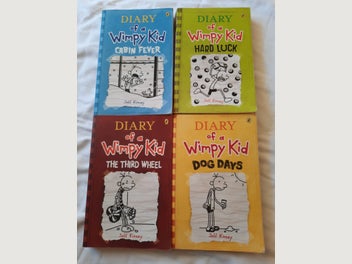 DIARY
of a
Wimpy Kid
CABIN FEVER
Jeff Kinney
DIARY
of a
Wimpy Kid
HARD LUCK
Jeff Kinney
DIARY
of a
Wimpy Kid
THE THIRD WHEEL
Jeff Kinney
DIARY
of a
Wimpy Kid
DOG DAYS
Jeff Kinney